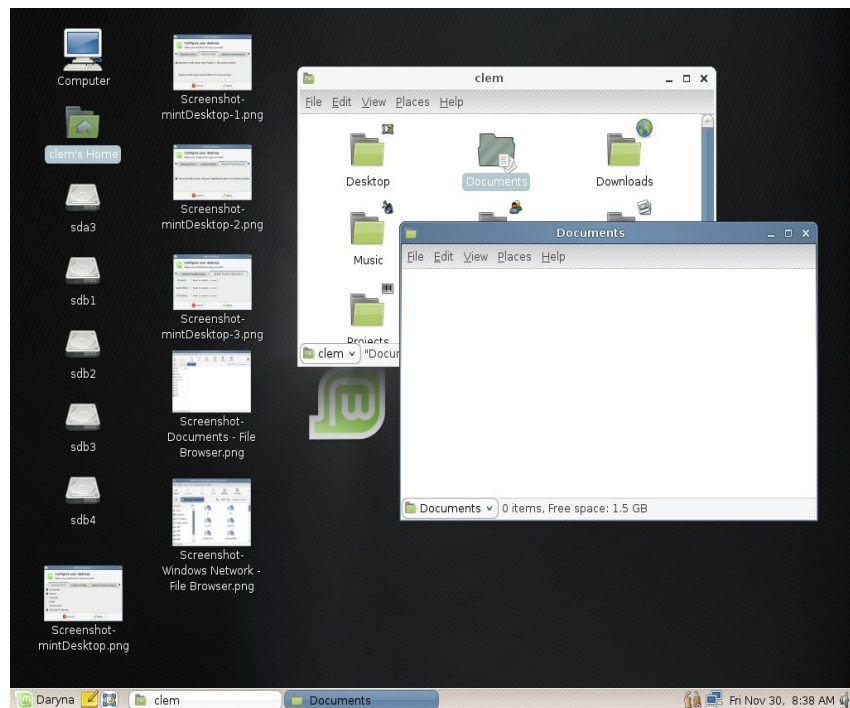 Computer
clem's Home
sda3
sdb1
sdb2
sdb3
sdb4
Screenshot-
mintDesktop.png
Screenshot-
mintDesktop-1.png
Screenshot-
mintDesktop-2.png
Screenshot-
mintDesktop-3.png
Screenshot-
Documents - File
Browser.png
Screenshot-
Windows Network -
File Browser.png
clem
File Edit View Places Help
Desktop Documents Downloads
Music
Projects
clem "Docu
Documents
File Edit View Places Help
Documents 0 items, Free space: 1.5 GB
Daryna clem Documents Fri Nov 30, 8:38 AM